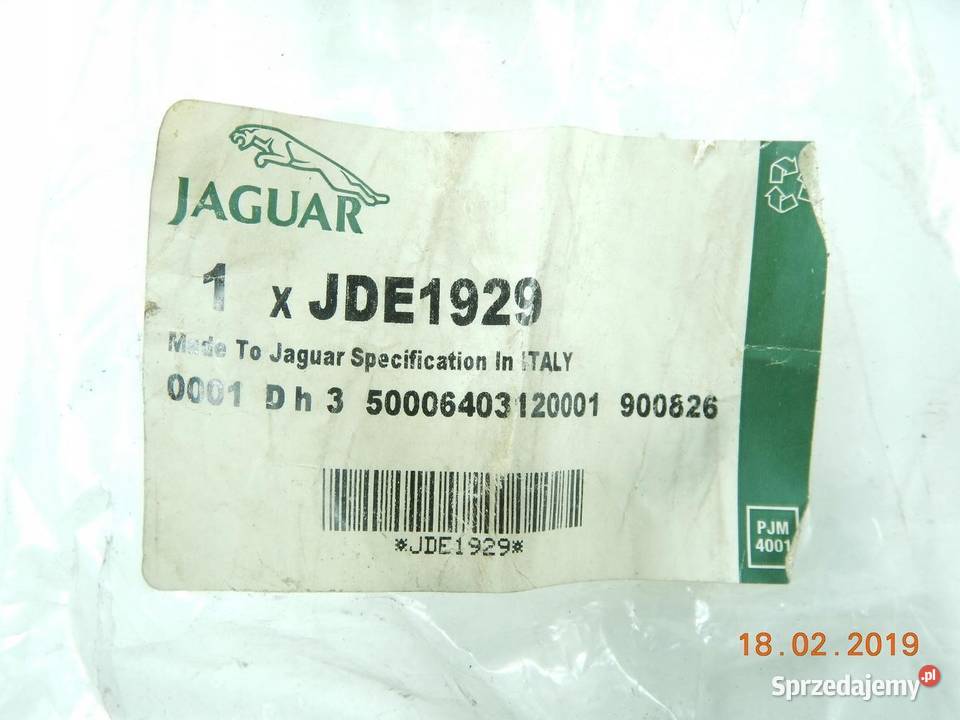 JAGUAR
1 x JDE1929
Made To Jaguar Specification In ITALY
0001 Dh3 50006403120001 900826
*JDE1929*
PJM
4001
18.02.2019
Sprzedajemy.pl